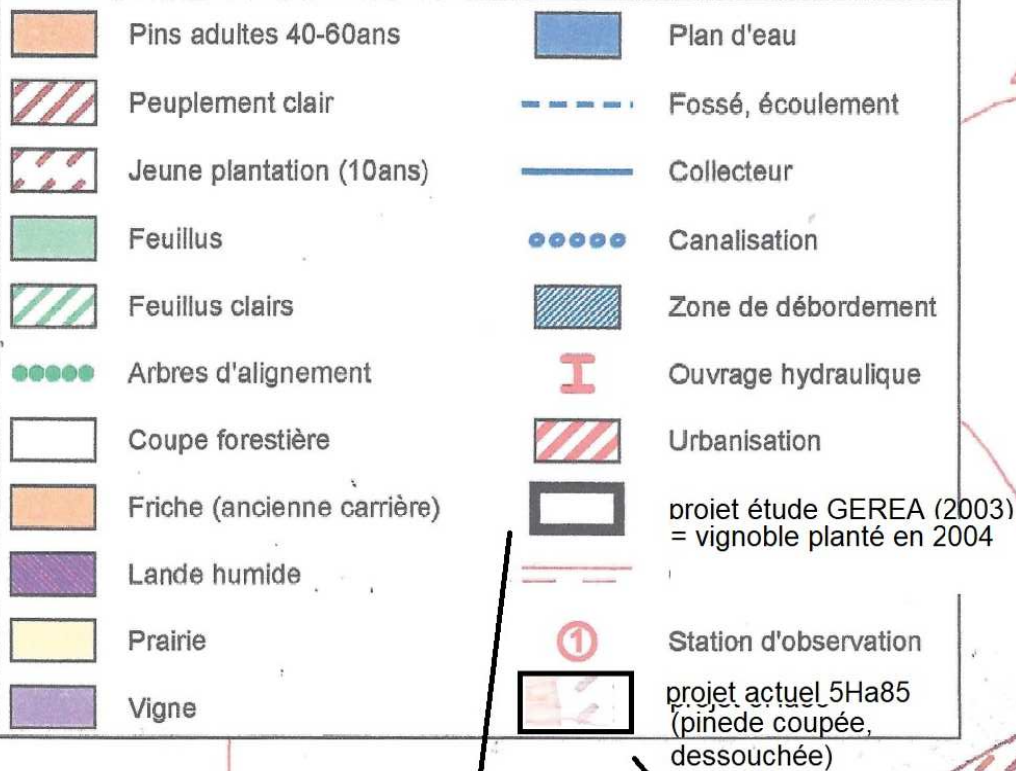 Pins adultes 40-60ans
Peuplement clair
Jeune plantation (10ans)
Feuillus
Feuillus clairs
Arbres d'alignement
Coupe forestière
Friche (ancienne carrière)
Lande humide
Prairie
Vigne
Plan d'eau
Fossé, écoulement
Collecteur
Canalisation
Zone de débordement
Ouvrage hydraulique
Urbanisation
projet étude GEREA (2003)
= vignoble planté en 2004
1
Station d'observation
projet actuel 5Ha85
(pinede coupée,
dessouchée)